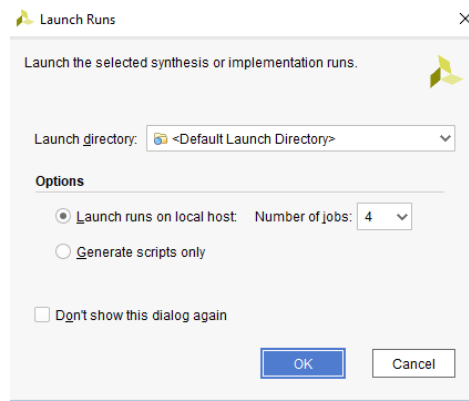 Launch Runs
Launch the selected synthesis or implementation runs.
Launch directory: <Default Launch Directory>
Options
Launch runs on local host: Number of jobs: 4
Generate scripts only
Don't show this dialog again
OK Cancel